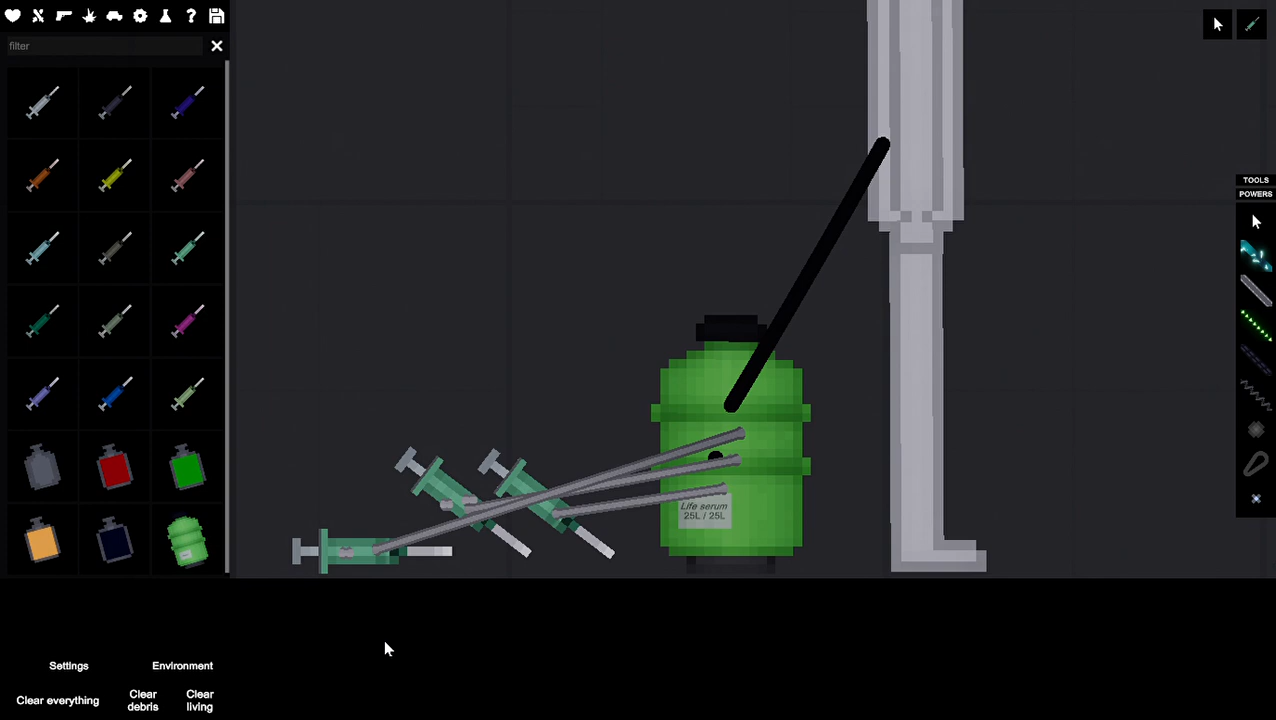 filter
TOOLS
POWERS
Life serum
25L / 25L
Settings
Environment
Clear everything
Clear
debris
Clear
living